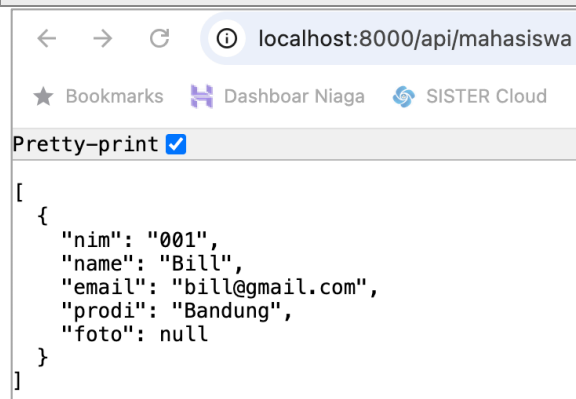 localhost:8000/api/mahasiswa
Bookmarks Dashboar Niaga SISTER Cloud
Pretty-print
[
  {
    "nim": "001",
    "name": "Bill",
    "email": "bill@gmail.com",
    "prodi": "Bandung",
    "foto": null
  }
]